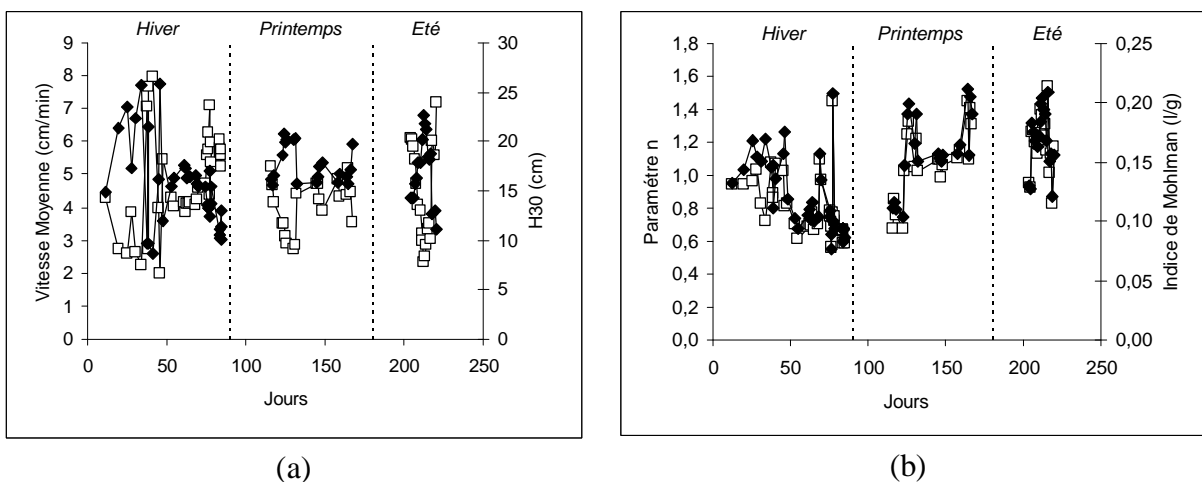 Hiver Printemps Eté
9 8 7 6 5 4 3 2 1 0
Vitesse Moyenne (cm/min)
30 25 20 15 10 5 0
H30 (cm)
0 50 100 150 200 250
Jours
(a)
Hiver Printemps Eté
1,8 1,6 1,4 1,2 1,0 0,8 0,6 0,4 0,2 0,0
Paramétre n
0,25 0,20 0,15 0,10 0,05 0,00
Indice de Mohlman (l/g)
0 50 100 150 200 250
Jours
(b)